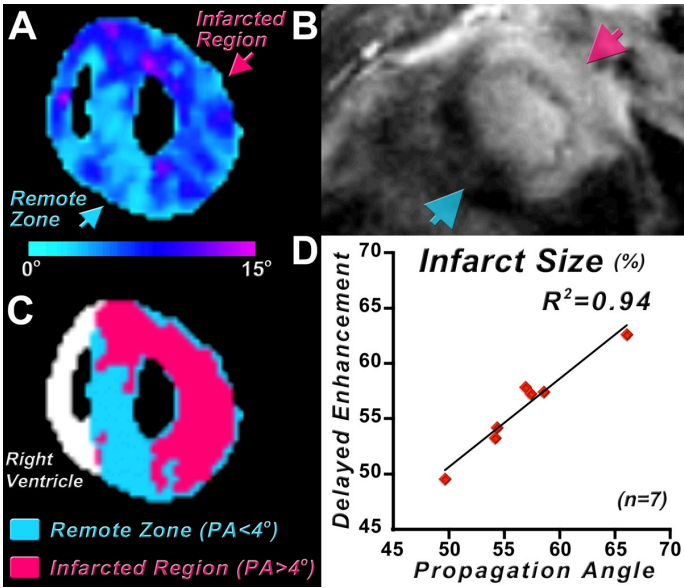 A
Infarcted
Region
Remote
Zone
0°
15°
B
C
Right
Ventricle
Remote Zone (PA<4°)
Infarcted Region (PA>4°)
D
Infarct Size (%)
R²=0.94
Delayed Enhancement
70
65
60
55
50
45
(n=7)
45
50
55
60
65
70
Propagation Angle